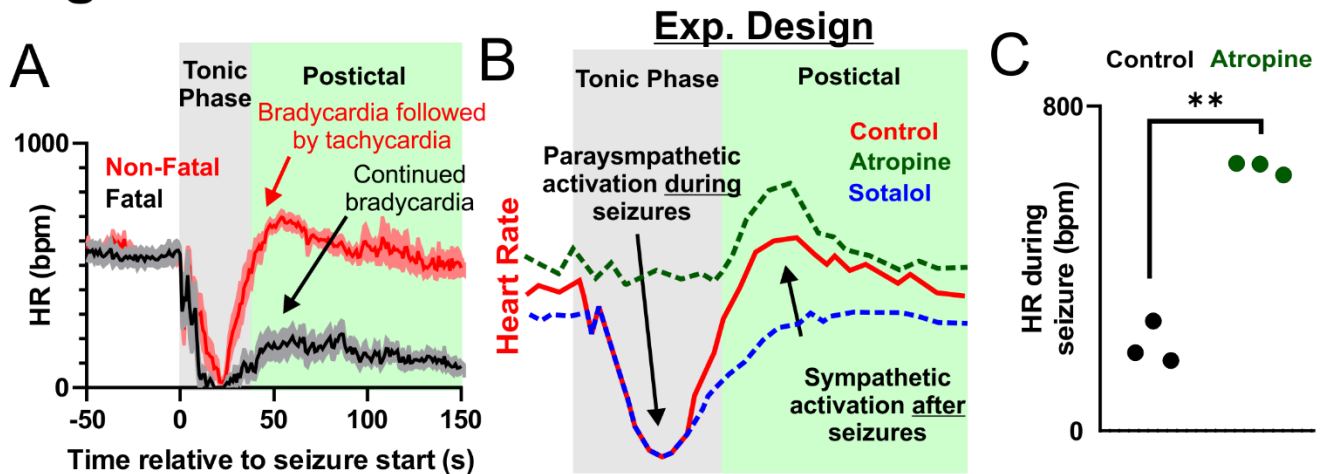 A
Tonic
Phase
Postictal
Bradycardia followed
by tachycardia
Continued
bradycardia
Non-Fatal
Fatal
HR (bpm)
1000
0
-50
0
50
100
150
Time relative to seizure start (s)
Exp. Design
B
Tonic Phase
Postictal
Control
Atropine
Sotalol
Paraysmpathetic
activation during
seizures
Heart Rate
Sympathetic
activation after
seizures
C
Control Atropine
**
800
0
HR during
seizure (bpm)